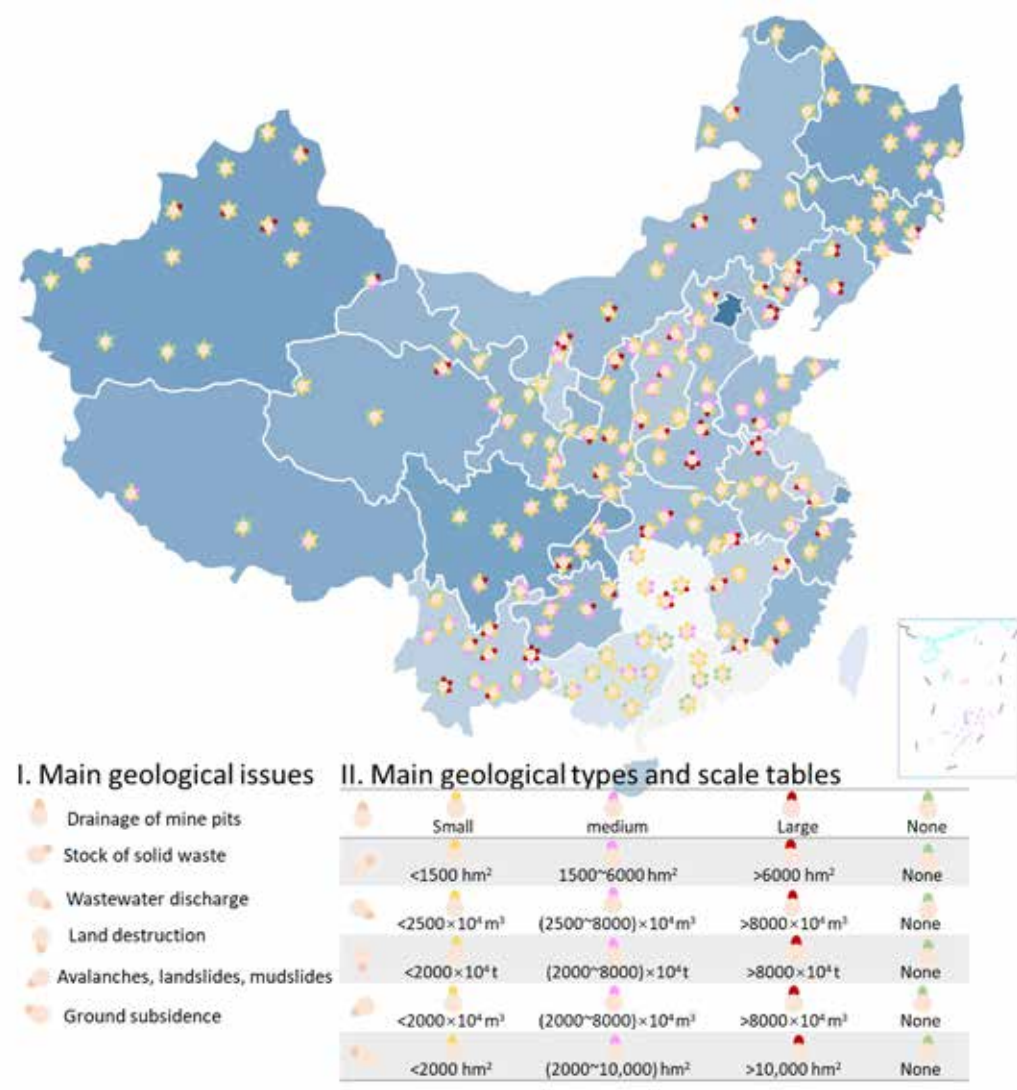 I. Main geological issues
Drainage of mine pits
Stock of solid waste
Wastewater discharge
Land destruction
Avalanches, landslides, mudslides
Ground subsidence
II. Main geological types and scale tables
Small medium Large None
<1500 hm² 1500~6000 hm² >6000 hm² None
<2500×10⁴ m³ (2500~8000)×10⁴ m³ >8000×10⁴ m³ None
<2000×10⁴ t (2000~8000)×10⁴ t >8000×10⁴ t None
<2000×10⁴ m³ (2000~8000)×10⁴ m³ >8000×10⁴ m³ None
<2000 hm² (2000~10,000) hm² >10,000 hm² None